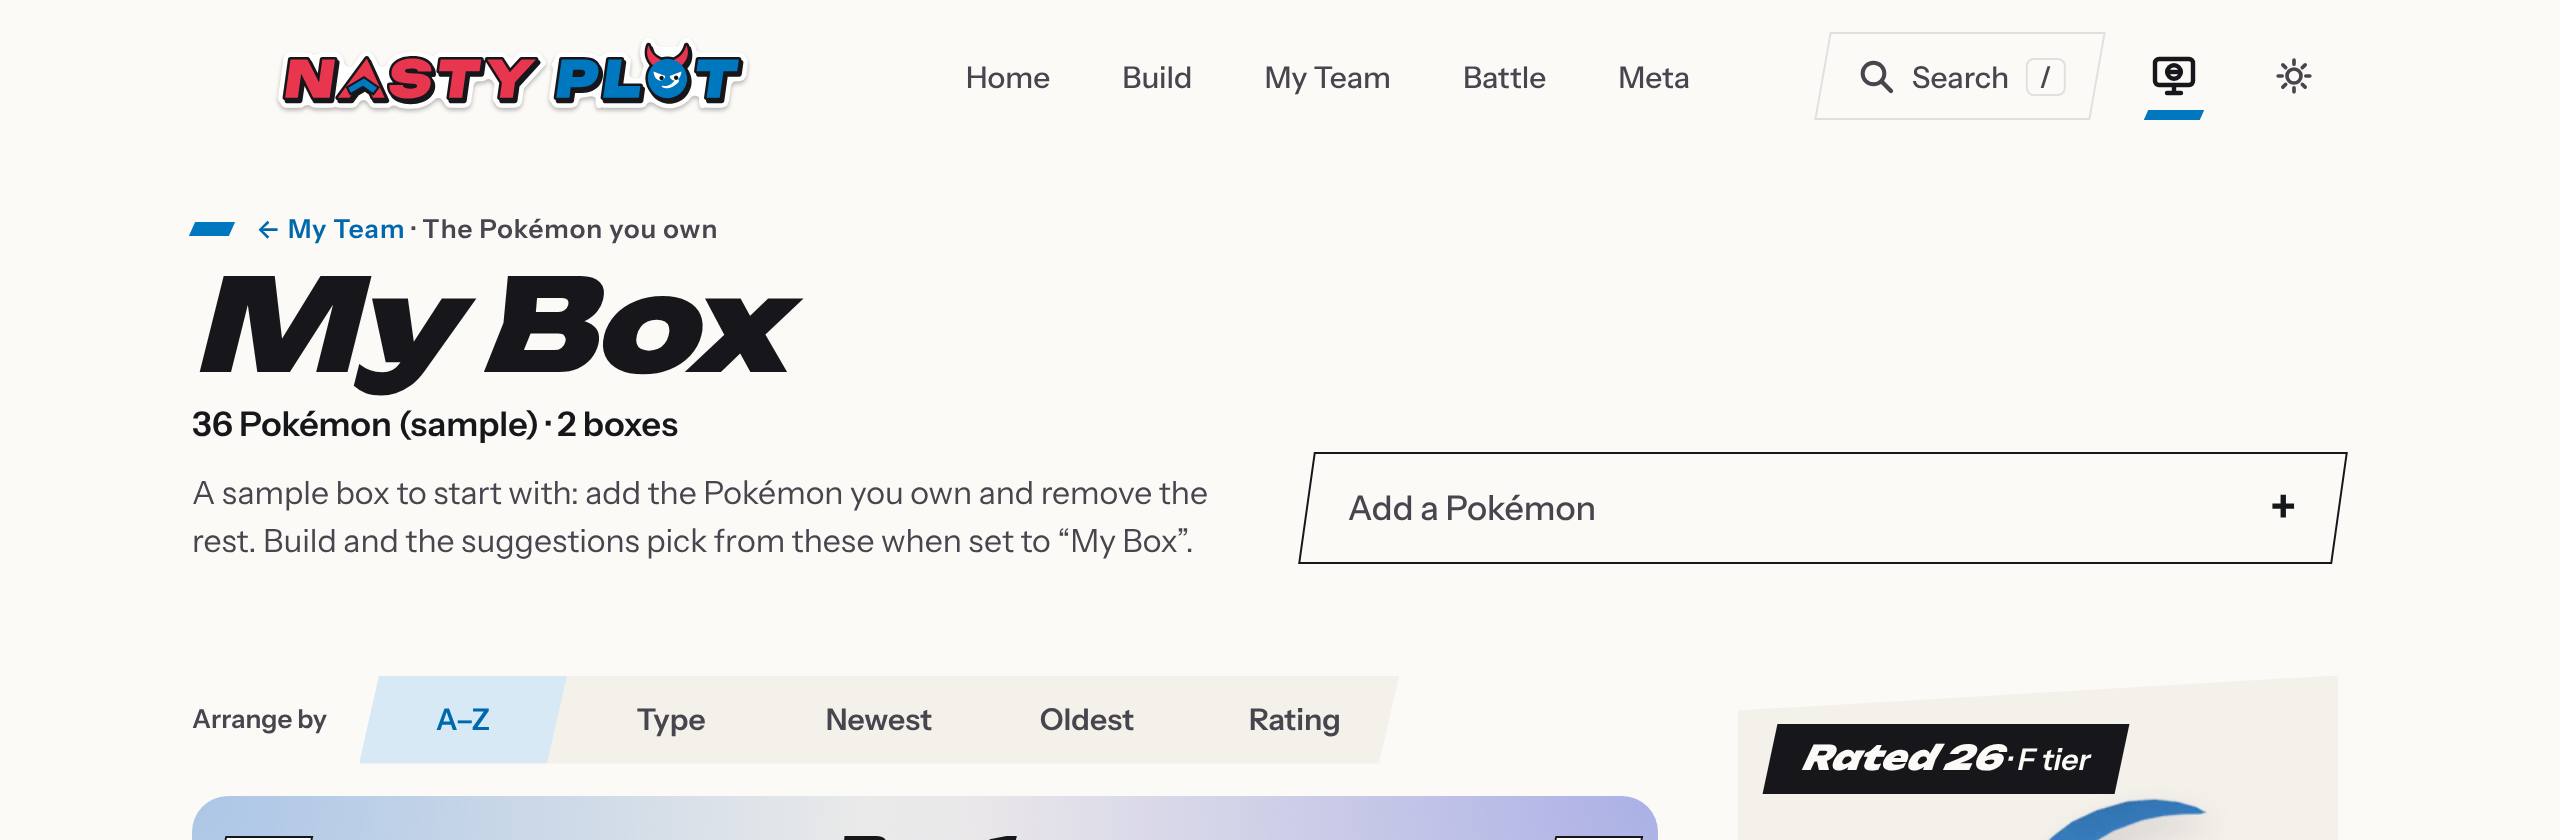 NASTY PLOT
Home
Build
My Team
Battle
Meta
Search /
← My Team · The Pokémon you own
My Box
36 Pokémon (sample) · 2 boxes
A sample box to start with: add the Pokémon you own and remove the
rest. Build and the suggestions pick from these when set to “My Box”.
Add a Pokémon +
Arrange by
A–Z
Type
Newest
Oldest
Rating
Rated 26 · F tier